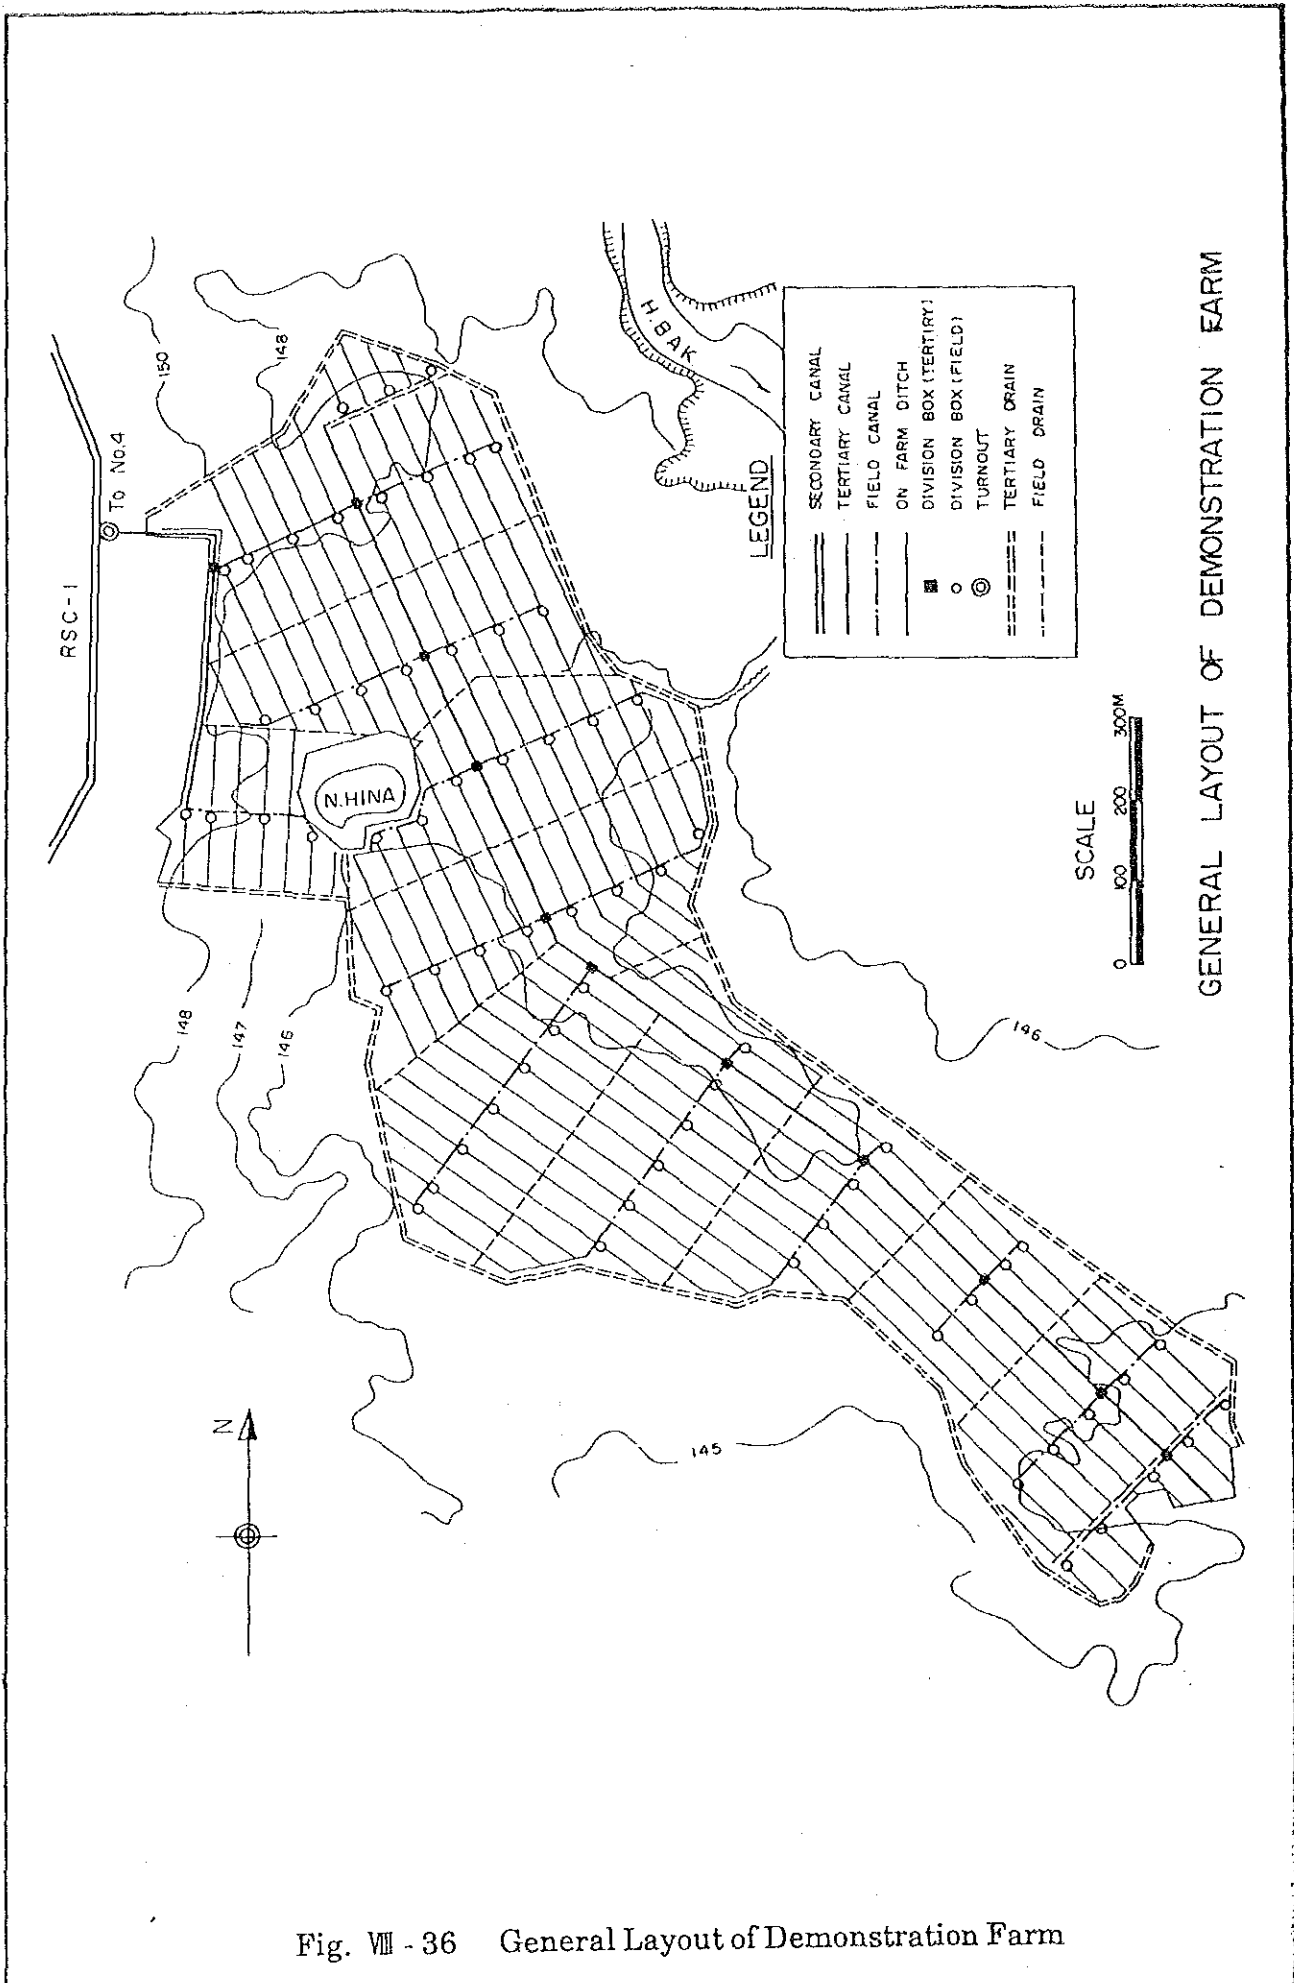 RSC-1
To No.4
150
148
N.HINA
H.BAK
148
147
146
146
145
N
LEGEND
SECONDARY CANAL
TERTIARY CANAL
FIELD CANAL
ON FARM DITCH
DIVISION BOX (TERTIRY)
DIVISION BOX (FIELD)
TURNOUT
TERTIARY DRAIN
FIELD DRAIN
SCALE
0 100 200 300M
GENERAL LAYOUT OF DEMONSTRATION FARM
Fig. Ⅷ - 36 General Layout of Demonstration Farm